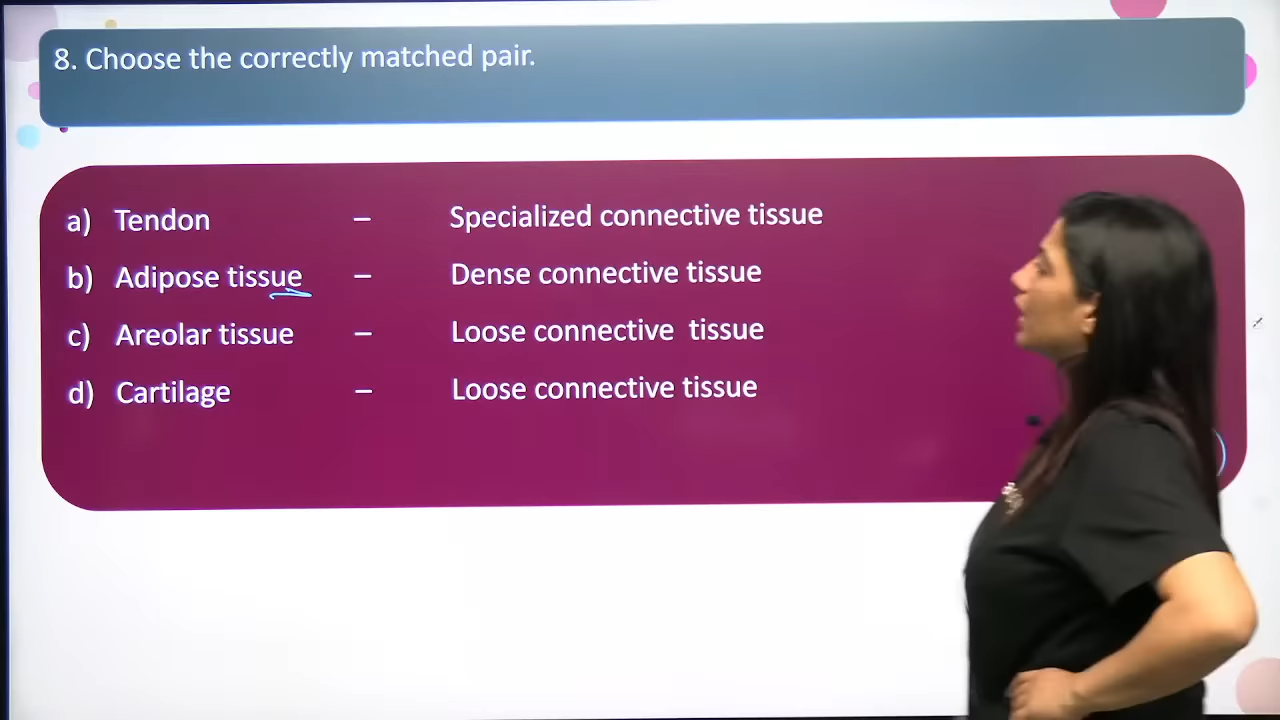 8. Choose the correctly matched pair.
a) Tendon – Specialized connective tissue
b) Adipose tissue – Dense connective tissue
c) Areolar tissue – Loose connective tissue
d) Cartilage – Loose connective tissue